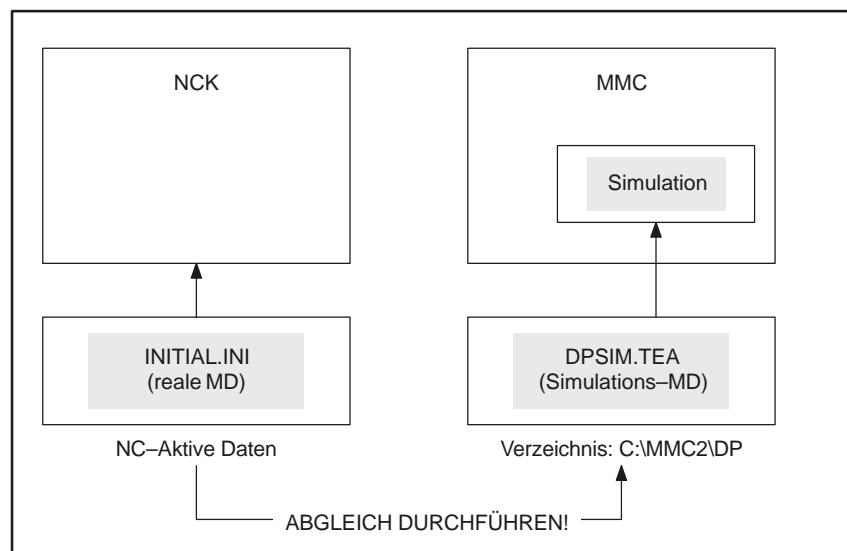 NCK
MMC
Simulation
INITIAL.INI
(reale MD)
DPSIM.TEA
(Simulations–MD)
NC–Aktive Daten
Verzeichnis: C:\MMC2\DP
ABGLEICH DURCHFÜHREN!